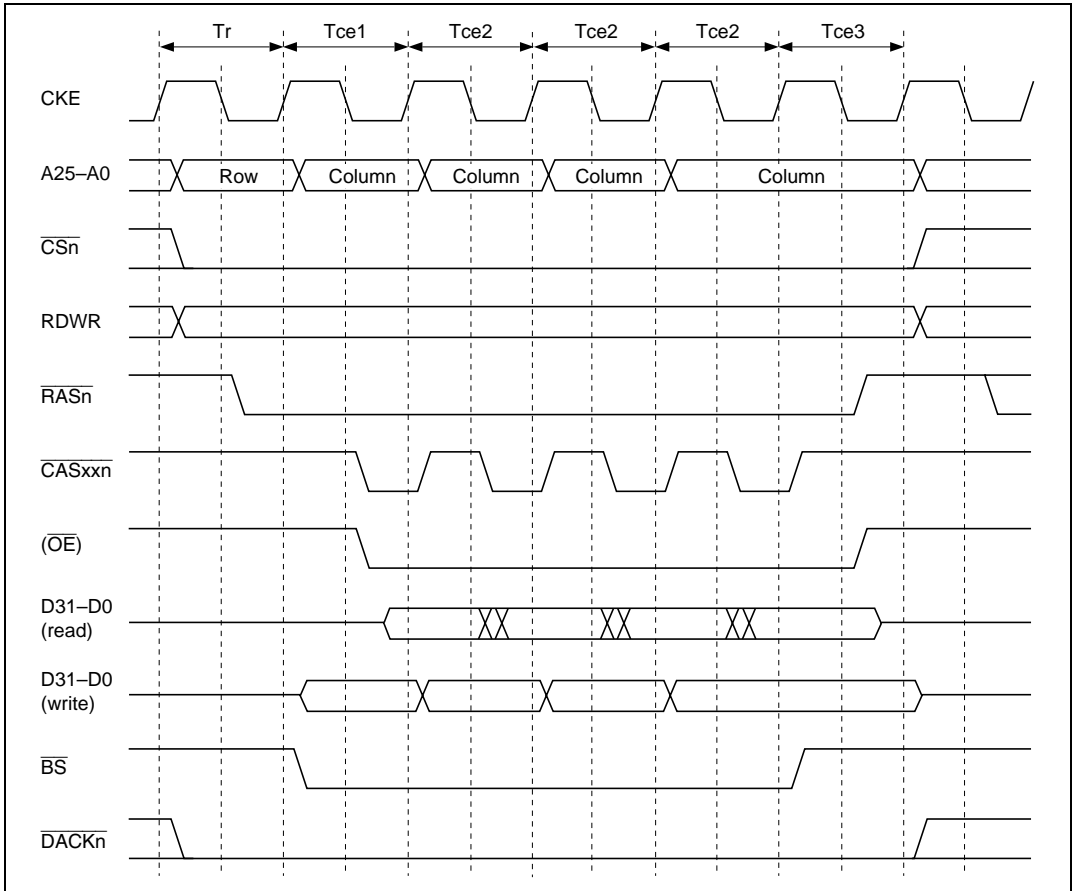 Tr Tce1 Tce2 Tce2 Tce2 Tce3
CKE
A25–A0 Row Column Column Column Column
CSn
RDWR
RASn
CASxxn
(OE)
D31–D0
(read)
D31–D0
(write)
BS
DACKn